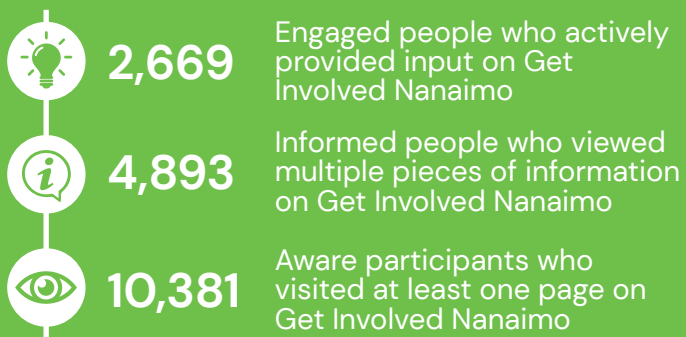 2,669
Engaged people who actively
provided input on Get
Involved Nanaimo
4,893
Informed people who viewed
multiple pieces of information
on Get Involved Nanaimo
10,381
Aware participants who
visited at least one page on
Get Involved Nanaimo